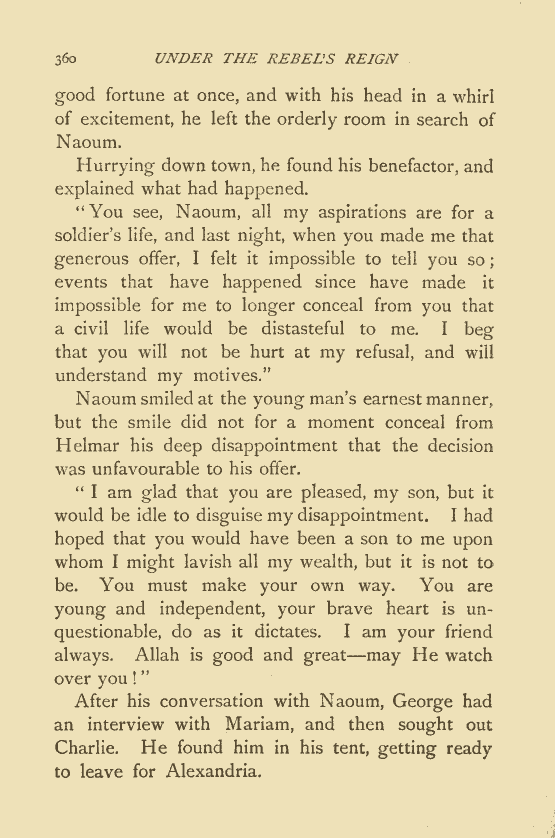 360 UNDER THE REBEL'S REIGN
good fortune at once, and with his head in a whirl
of excitement, he left the orderly room in search of
Naoum.
Hurrying down town, he found his benefactor, and
explained what had happened.
"You see, Naoum, all my aspirations are for a
soldier's life, and last night, when you made me that
generous offer, I felt it impossible to tell you so;
events that have happened since have made it
impossible for me to longer conceal from you that
a civil life would be distasteful to me. I beg
that you will not be hurt at my refusal, and will
understand my motives."
Naoum smiled at the young man's earnest manner,
but the smile did not for a moment conceal from
Helmar his deep disappointment that the decision
was unfavourable to his offer.
"I am glad that you are pleased, my son, but it
would be idle to disguise my disappointment. I had
hoped that you would have been a son to me upon
whom I might lavish all my wealth, but it is not to
be. You must make your own way. You are
young and independent, your brave heart is un-
questionable, do as it dictates. I am your friend
always. Allah is good and great—may He watch
over you!"
After his conversation with Naoum, George had
an interview with Mariam, and then sought out
Charlie. He found him in his tent, getting ready
to leave for Alexandria.